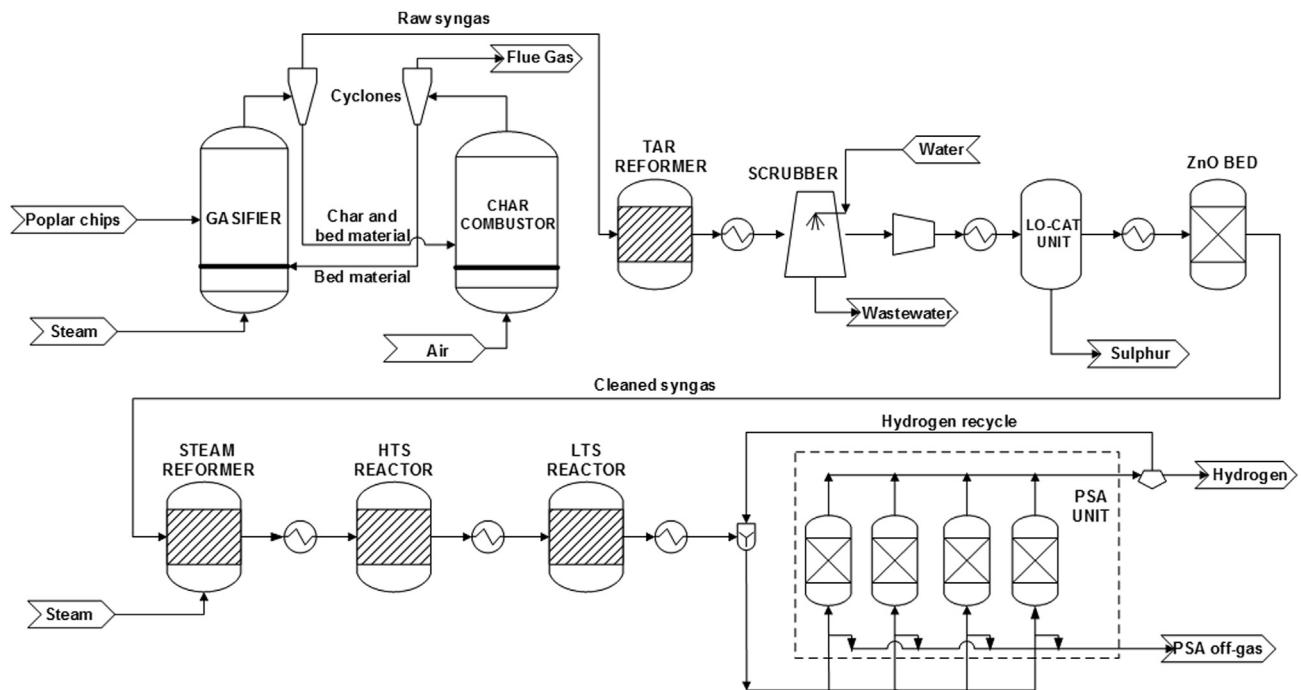 Raw syngas
Flue Gas
Cyclones
TAR
REFORMER
SCRUBBER
Water
ZnO BED
Poplar chips
GASIFIER
Char and
bed material
CHAR
COMBUSTOR
LO-CAT
UNIT
Bed material
Steam
Air
Wastewater
Sulphur
Cleaned syngas
Hydrogen recycle
STEAM
REFORMER
HTS
REACTOR
LTS
REACTOR
Hydrogen
PSA
UNIT
Steam
PSA off-gas